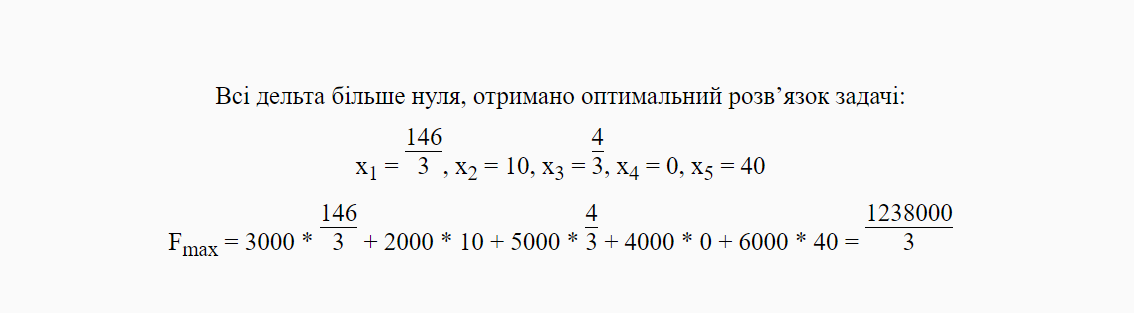 Всі дельта більше нуля, отримано оптимальний розв’язок задачі:
x₁ = 146/3, x₂ = 10, x₃ = 4/3, x₄ = 0, x₅ = 40
Fmax = 3000 * 146/3 + 2000 * 10 + 5000 * 4/3 + 4000 * 0 + 6000 * 40 = 1238000/3